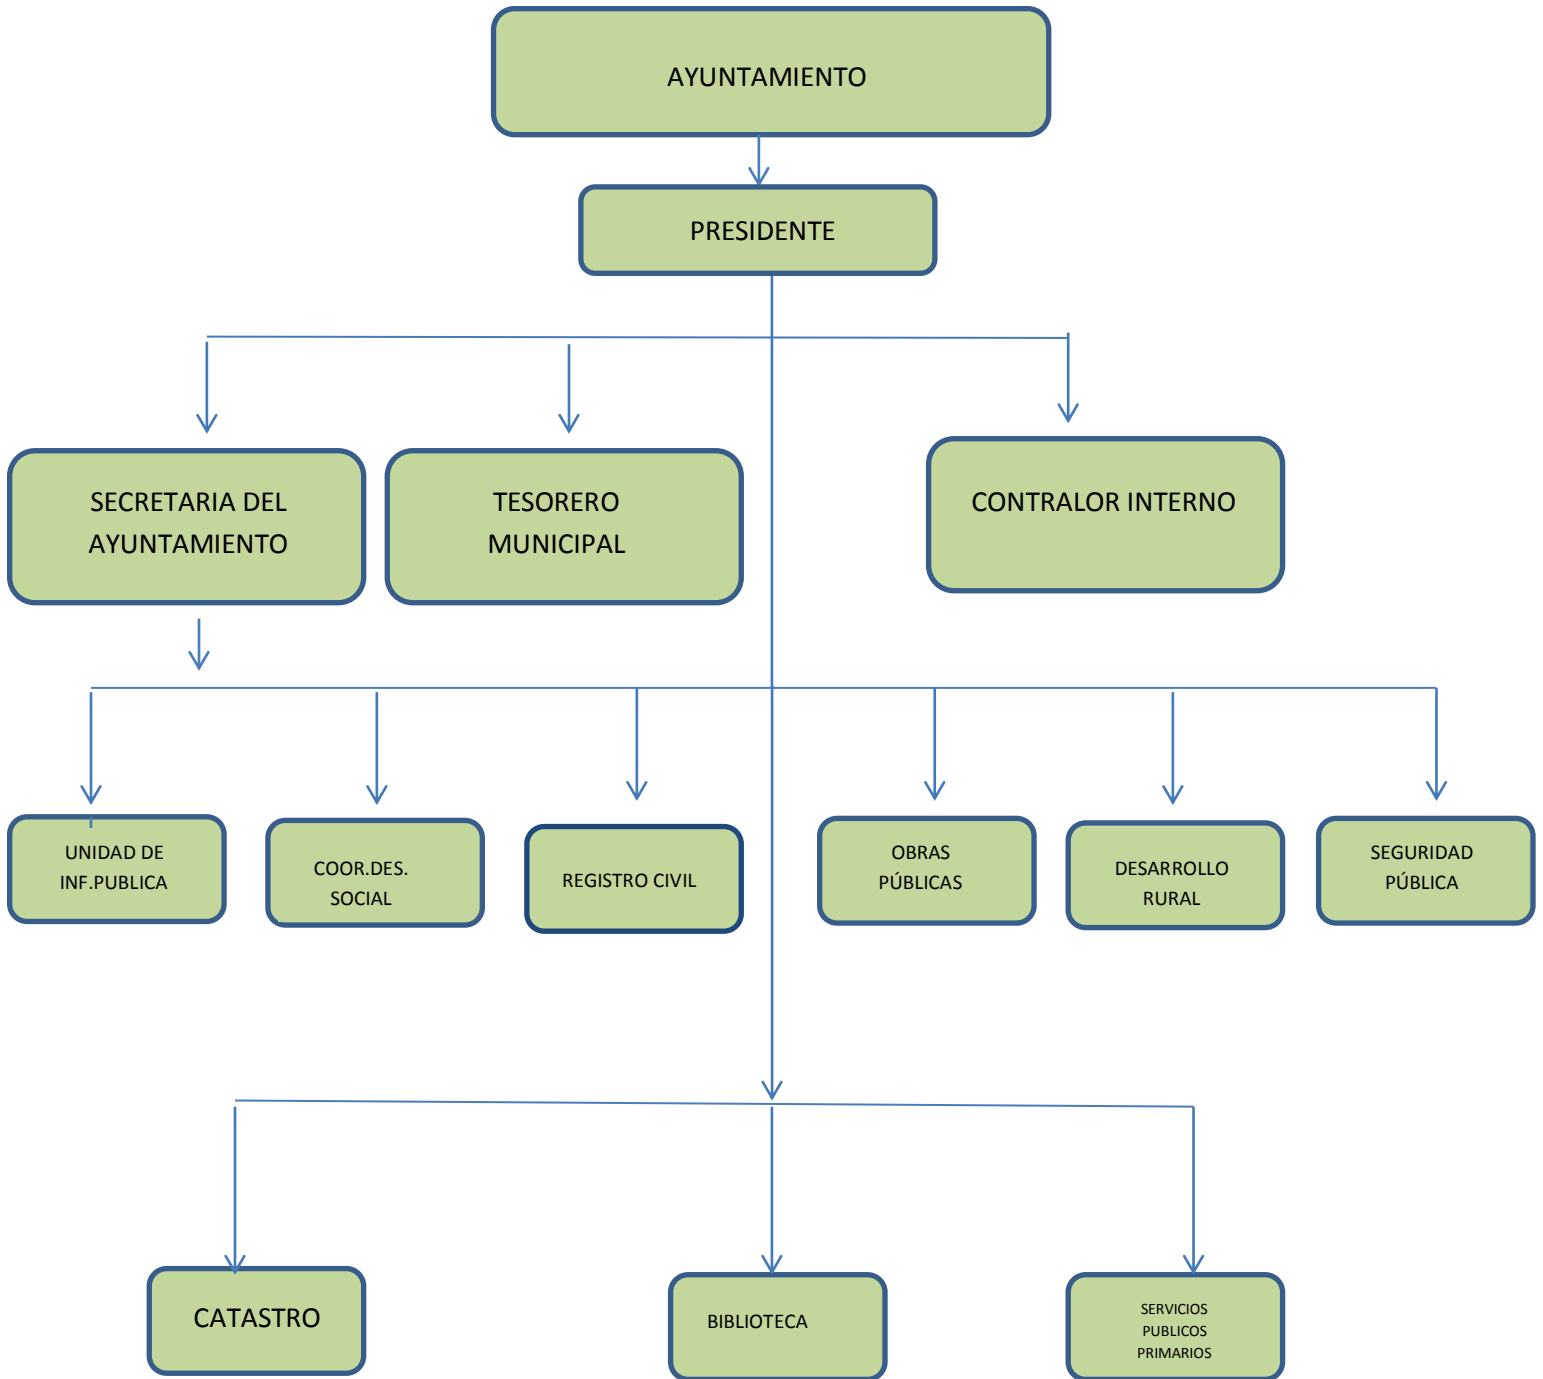 AYUNTAMIENTO
PRESIDENTE
SECRETARIA DEL
AYUNTAMIENTO
TESORERO
MUNICIPAL
CONTRALOR INTERNO
UNIDAD DE
INF.PUBLICA
COOR.DES.
SOCIAL
REGISTRO CIVIL
OBRAS
PÚBLICAS
DESARROLLO
RURAL
SEGURIDAD
PÚBLICA
CATASTRO
BIBLIOTECA
SERVICIOS
PUBLICOS
PRIMARIOS